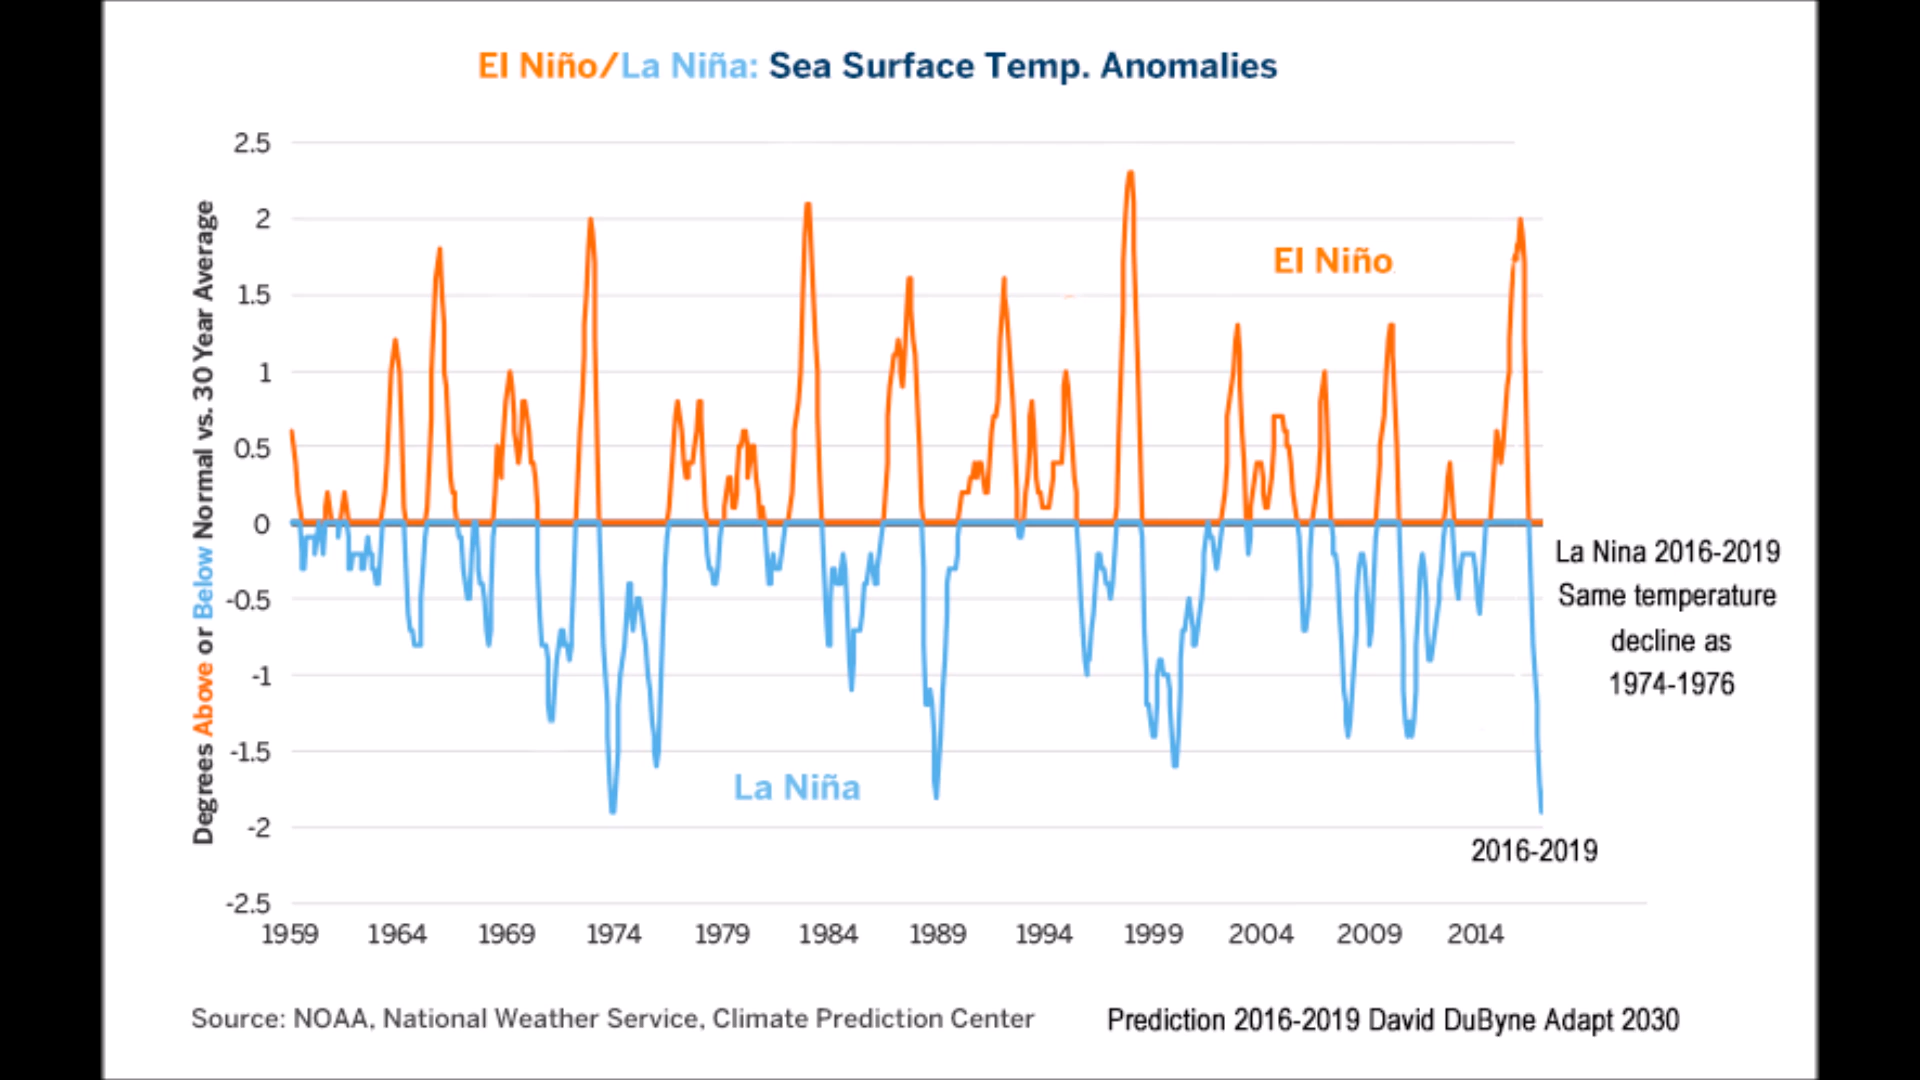 El Niño/La Niña: Sea Surface Temp. Anomalies
Degrees Above or Below Normal vs. 30 Year Average
2.5
2
1.5
1
0.5
0
-0.5
-1
-1.5
-2
-2.5
El Niño
La Niña
La Nina 2016-2019
Same temperature
decline as
1974-1976
2016-2019
1959 1964 1969 1974 1979 1984 1989 1994 1999 2004 2009 2014
Source: NOAA, National Weather Service, Climate Prediction Center
Prediction 2016-2019 David DuByne Adapt 2030